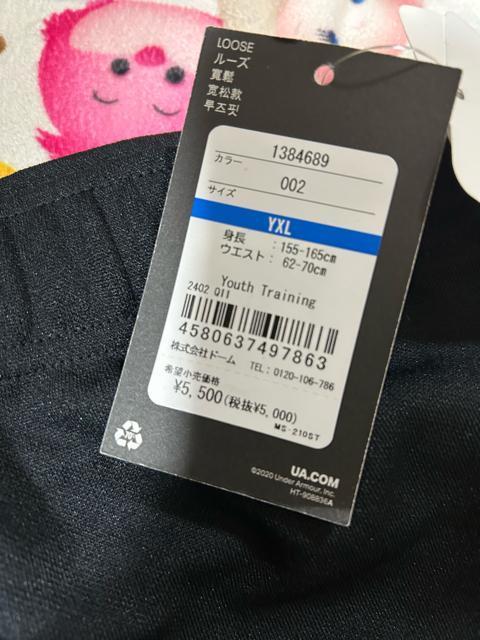 LOOSE
ルーズ
寬鬆
宽松款
루즈핏
1384689
カラー
002
サイズ
YXL
身長 : 155-165cm
ウエスト : 62-70cm
Youth Training
2402 Q11
4580637497863
株式会社ドーム TEL: 0120-106-786
希望小売価格
¥5,500(税抜¥5,000)
MS-210ST
UA.COM
©2020 Under Armour, Inc.
HT-908836A